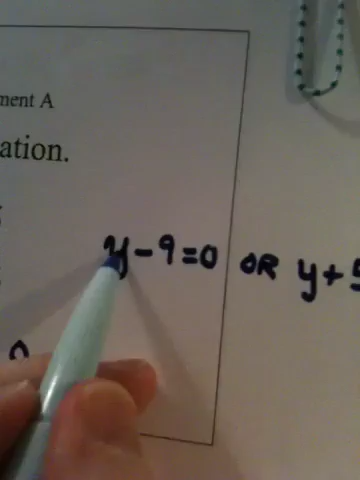 ment A
ation.
y-9=0 OR y+5